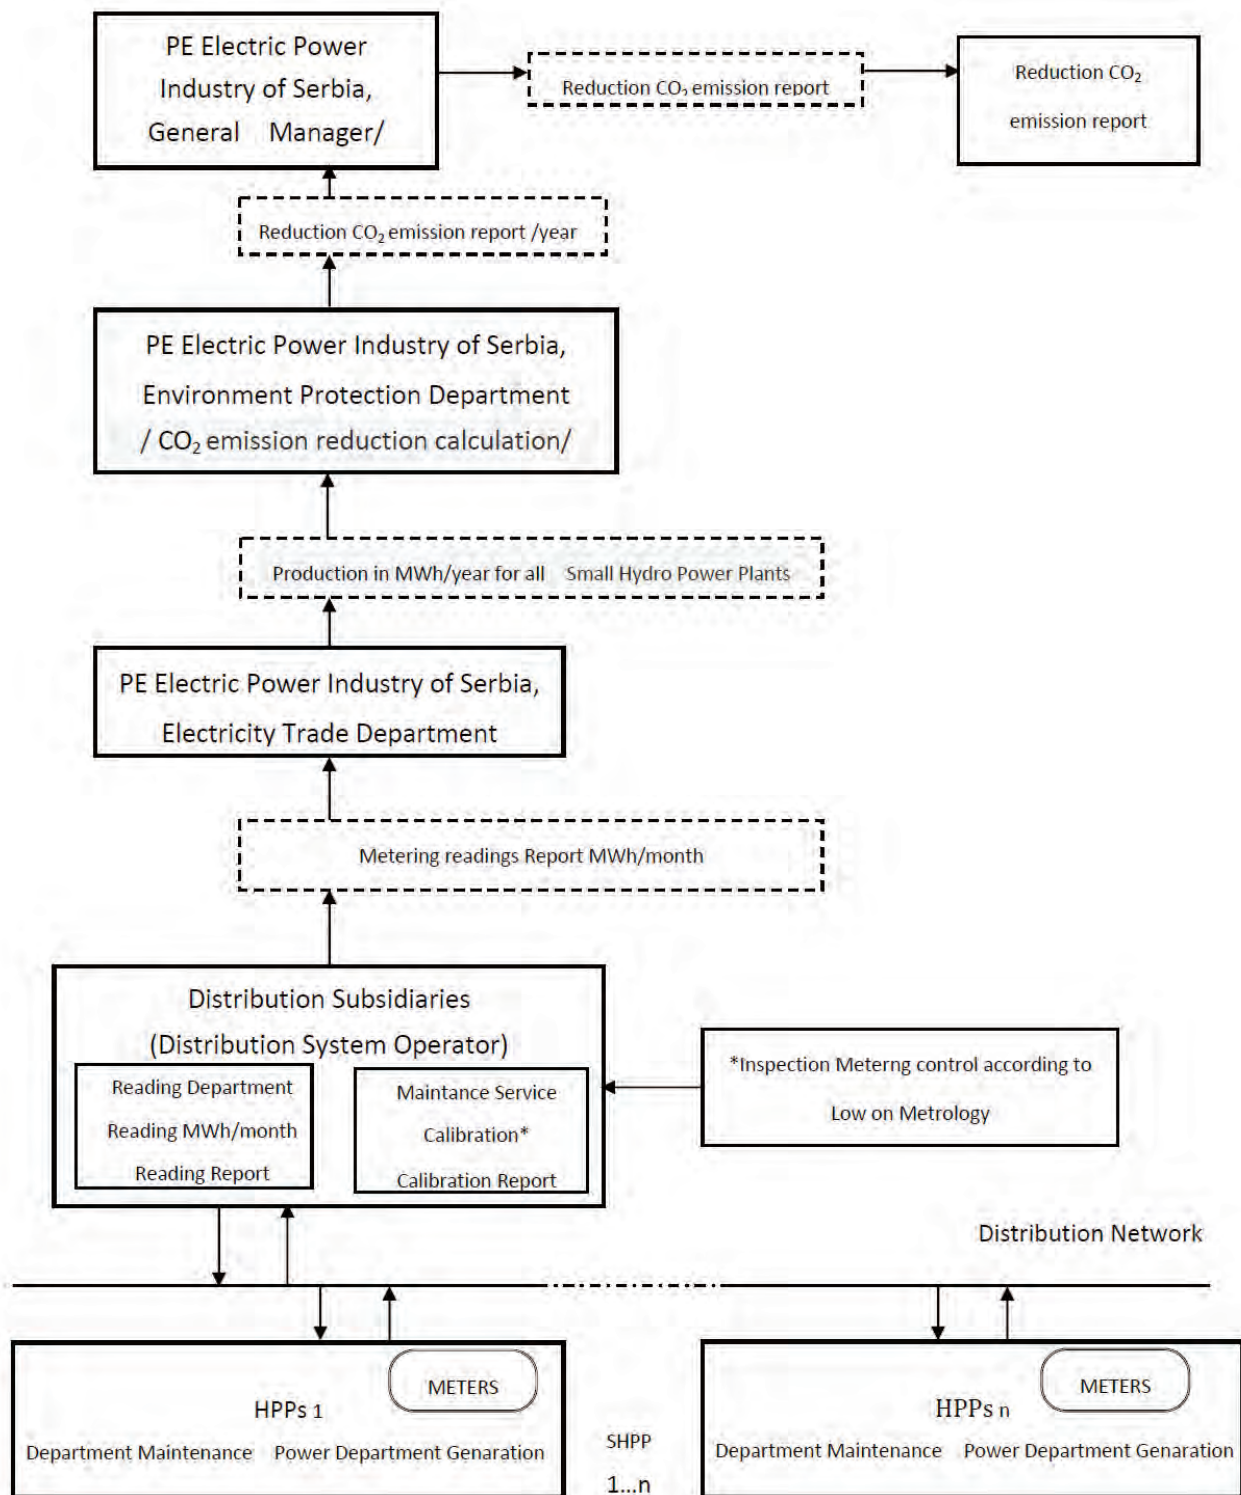 PE Electric Power
Industry of Serbia,
General Manager/
Reduction CO₂ emission report
Reduction CO₂
emission report
Reduction CO₂ emission report /year
PE Electric Power Industry of Serbia,
Environment Protection Department
/ CO₂ emission reduction calculation/
Production in MWh/year for all Small Hydro Power Plants
PE Electric Power Industry of Serbia,
Electricity Trade Department
Metering readings Report MWh/month
Distribution Subsidiaries
(Distribution System Operator)
Reading Department
Reading MWh/month
Reading Report
Maintance Service
Calibration*
Calibration Report
*Inspection Meterng control according to
Low on Metrology
Distribution Network
METERS
HPPs 1
Department Maintenance Power Department Genaration
SHPP
1...n
METERS
HPPs n
Department Maintenance Power Department Genaration